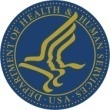 DEPARTMENT OF HEALTH & HUMAN SERVICES · USA